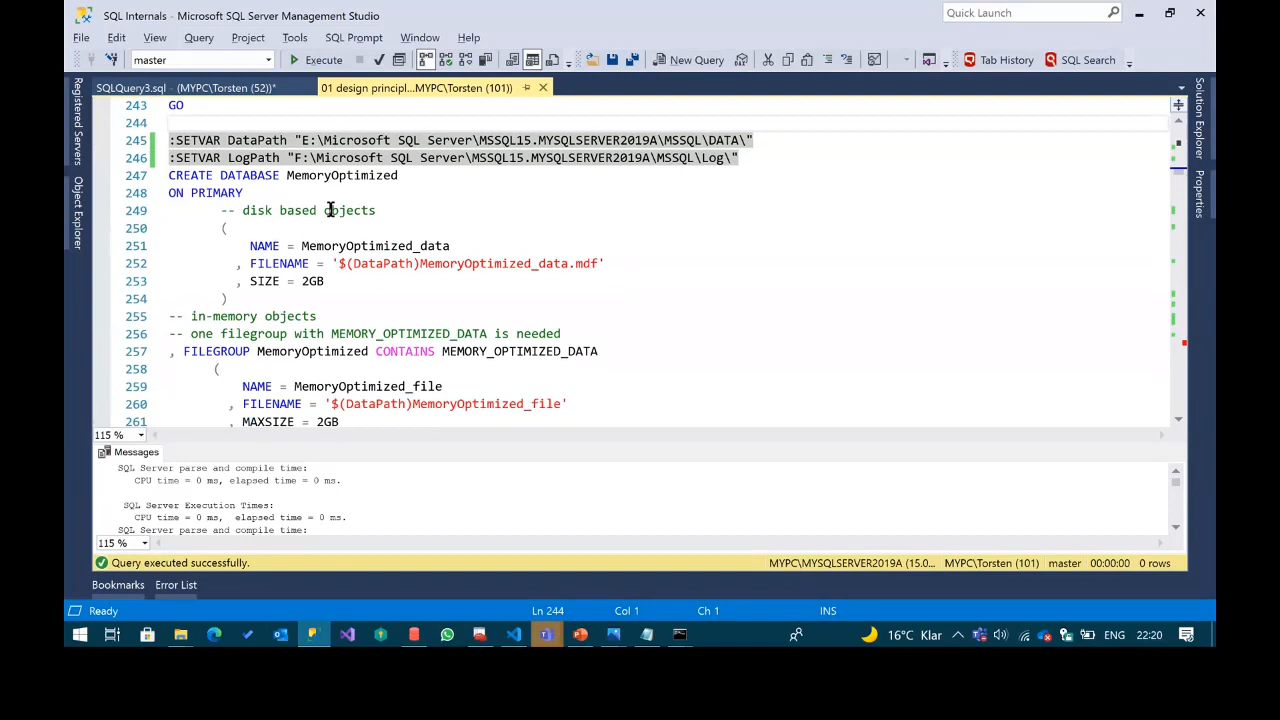 SQL Internals - Microsoft SQL Server Management Studio
Quick Launch
File Edit View Query Project Tools SQL Prompt Window Help
master Execute New Query Tab History SQL Search
SQLQuery3.sql - (MYPC\Torsten (52))* 01 design principl...MYPC\Torsten (101))
Registered Servers
Object Explorer
Solution Explorer
Properties
243 GO
244
245 :SETVAR DataPath "E:\Microsoft SQL Server\MSSQL15.MYSQLSERVER2019A\MSSQL\DATA\"
246 :SETVAR LogPath "F:\Microsoft SQL Server\MSSQL15.MYSQLSERVER2019A\MSSQL\Log\"
247 CREATE DATABASE MemoryOptimized
248 ON PRIMARY
249 -- disk based objects
250 (
251 NAME = MemoryOptimized_data
252 , FILENAME = '$(DataPath)MemoryOptimized_data.mdf'
253 , SIZE = 2GB
254 )
255 -- in-memory objects
256 -- one filegroup with MEMORY_OPTIMIZED_DATA is needed
257 , FILEGROUP MemoryOptimized CONTAINS MEMORY_OPTIMIZED_DATA
258 (
259 NAME = MemoryOptimized_file
260 , FILENAME = '$(DataPath)MemoryOptimized_file'
261 , MAXSIZE = 2GB
115 %
Messages
SQL Server parse and compile time:
CPU time = 0 ms, elapsed time = 0 ms.
SQL Server Execution Times:
CPU time = 0 ms, elapsed time = 0 ms.
SQL Server parse and compile time:
115 %
Query executed successfully. MYPC\MYSQLSERVER2019A (15.0... MYPC\Torsten (101) master 00:00:00 0 rows
Bookmarks Error List
Ready Ln 244 Col 1 Ch 1 INS
16°C Klar ENG 22:20